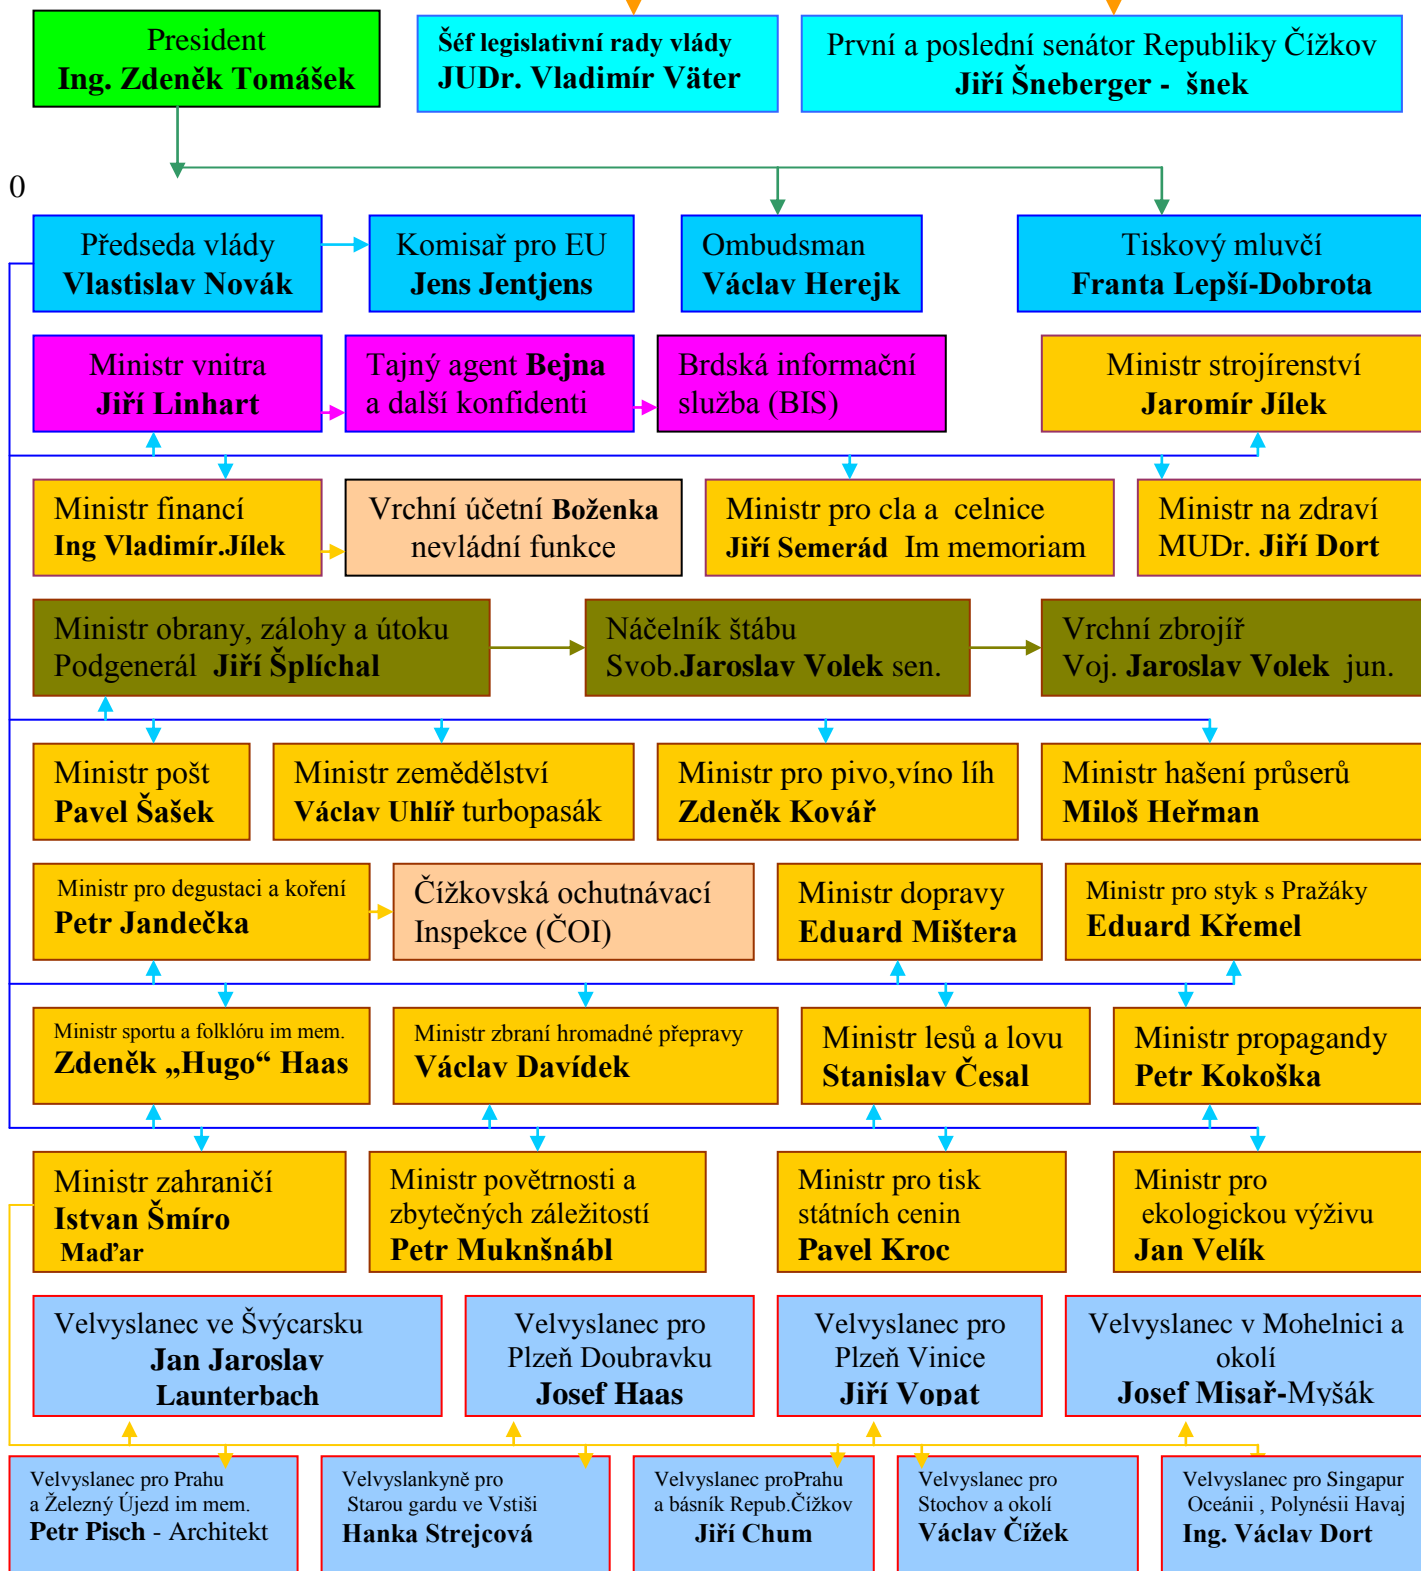 President
Ing. Zdeněk Tomášek
Šéf legislativní rady vlády
JUDr. Vladimír Väter
První a poslední senátor Republiky Čížkov
Jiří Šneberger - šnek
0
Předseda vlády
Vlastislav Novák
Komisař pro EU
Jens Jentjens
Ombudsman
Václav Herejk
Tiskový mluvčí
Franta Lepší-Dobrota
Ministr vnitra
Jiří Linhart
Tajný agent Bejna
a další konfidenti
Brdská informační
služba (BIS)
Ministr strojírenství
Jaromír Jílek
Ministr financí
Ing Vladimír.Jílek
Vrchní účetní Boženka
nevládní funkce
Ministr pro cla a celnice
Jiří Semerád Im memoriam
Ministr na zdraví
MUDr. Jiří Dort
Ministr obrany, zálohy a útoku
Podgenerál Jiří Šplíchal
Náčelník štábu
Svob.Jaroslav Volek sen.
Vrchní zbrojíř
Voj. Jaroslav Volek jun.
Ministr pošt
Pavel Šašek
Ministr zemědělství
Václav Uhlíř turbopasák
Ministr pro pivo,víno líh
Zdeněk Kovář
Ministr hašení průserů
Miloš Heřman
Ministr pro degustaci a koření
Petr Jandečka
Čížkovská ochutnávací
Inspekce (ČOI)
Ministr dopravy
Eduard Mištera
Ministr pro styk s Pražáky
Eduard Křemel
Ministr sportu a folklóru im mem.
Zdeněk „Hugo“ Haas
Ministr zbraní hromadné přepravy
Václav Davídek
Ministr lesů a lovu
Stanislav Česal
Ministr propagandy
Petr Kokoška
Ministr zahraničí
Istvan Šmíro
Maďar
Ministr povětrnosti a
zbytečných záležitostí
Petr Muknšnábl
Ministr pro tisk
státních cenin
Pavel Kroc
Ministr pro
ekologickou výživu
Jan Velík
Velvyslanec ve Švýcarsku
Jan Jaroslav
Launterbach
Velvyslanec pro
Plzeň Doubravku
Josef Haas
Velvyslanec pro
Plzeň Vinice
Jiří Vopat
Velvyslanec v Mohelnici a
okolí
Josef Misař-Myšák
Velvyslanec pro Prahu
a Železný Újezd im mem.
Petr Pisch - Architekt
Velvyslankyně pro
Starou gardu ve Vstiši
Hanka Strejcová
Velvyslanec proPrahu
a básník Repub.Čížkov
Jiří Chum
Velvyslanec pro
Stochov a okolí
Václav Čížek
Velvyslanec pro Singapur
Oceánii , Polynésii Havaj
Ing. Václav Dort